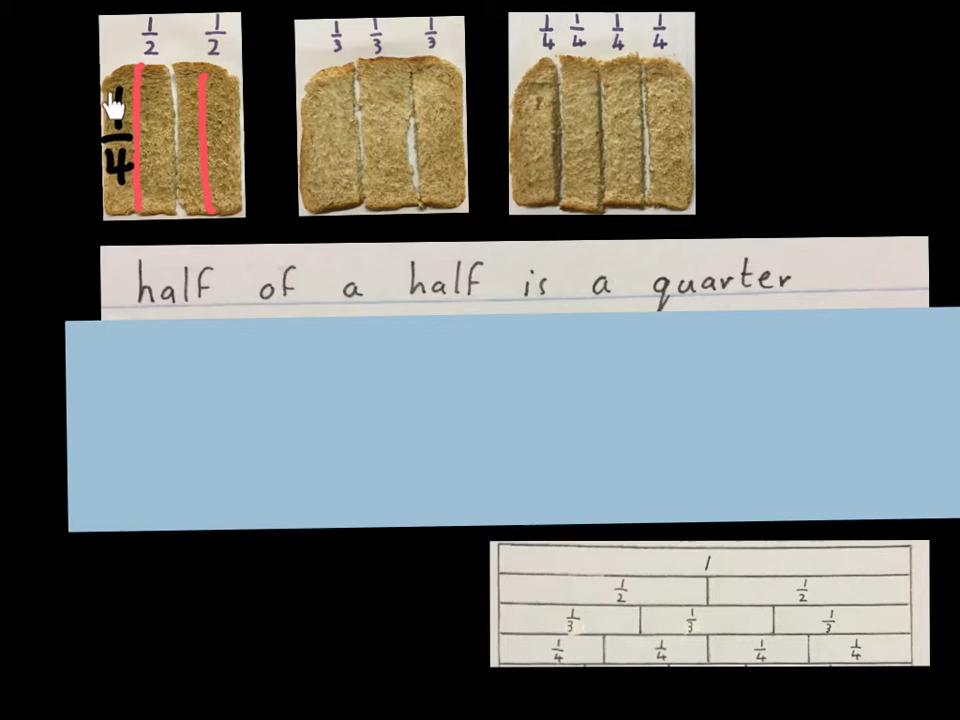 1/2 1/2
1/3 1/3 1/3
1/4 1/4 1/4 1/4
1/4
half of a half is a quarter
1
1/2 1/2
1/3 1/3 1/3
1/4 1/4 1/4 1/4